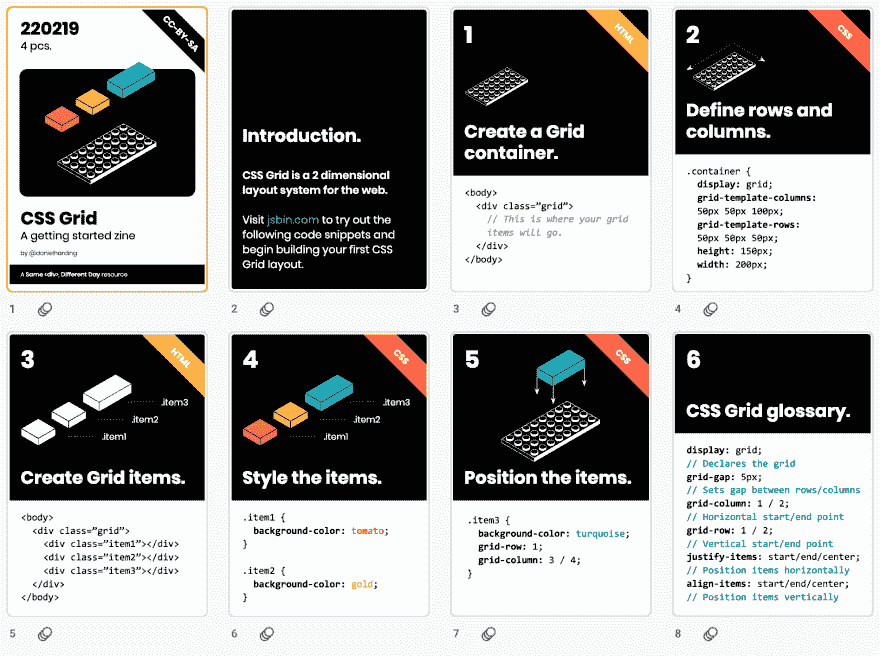 220219
4 pcs.
CC-BY-SA
CSS Grid
A getting started zine
by @doniefharding
A Same <div>, Different Day resource
1
Introduction.
CSS Grid is a 2 dimensional
layout system for the web.
Visit jsbin.com to try out the
following code snippets and
begin building your first CSS
Grid layout.
2
1
HTML
Create a Grid
container.
<body>
<div class=”grid”>
// This is where your grid
items will go.
</div>
</body>
3
2
CSS
Define rows and
columns.
.container {
display: grid;
grid-template-columns:
50px 50px 100px;
grid-template-rows:
50px 50px 50px;
height: 150px;
width: 200px;
}
4
3
HTML
.item3
.item2
.item1
Create Grid items.
<body>
<div class=”grid”>
<div class=”item1”></div>
<div class=”item2”></div>
<div class=”item3”></div>
</div>
</body>
5
4
CSS
.item3
.item2
.item1
Style the items.
.item1 {
background-color: tomato;
}
.item2 {
background-color: gold;
}
6
5
CSS
Position the items.
.item3 {
background-color: turquoise;
grid-row: 1;
grid-column: 3 / 4;
}
7
6
CSS Grid glossary.
display: grid;
// Declares the grid
grid-gap: 5px;
// Sets gap between rows/columns
grid-column: 1 / 2;
// Horizontal start/end point
grid-row: 1 / 2;
// Vertical start/end point
justify-items: start/end/center;
// Position items horizontally
align-items: start/end/center;
// Position items vertically
8